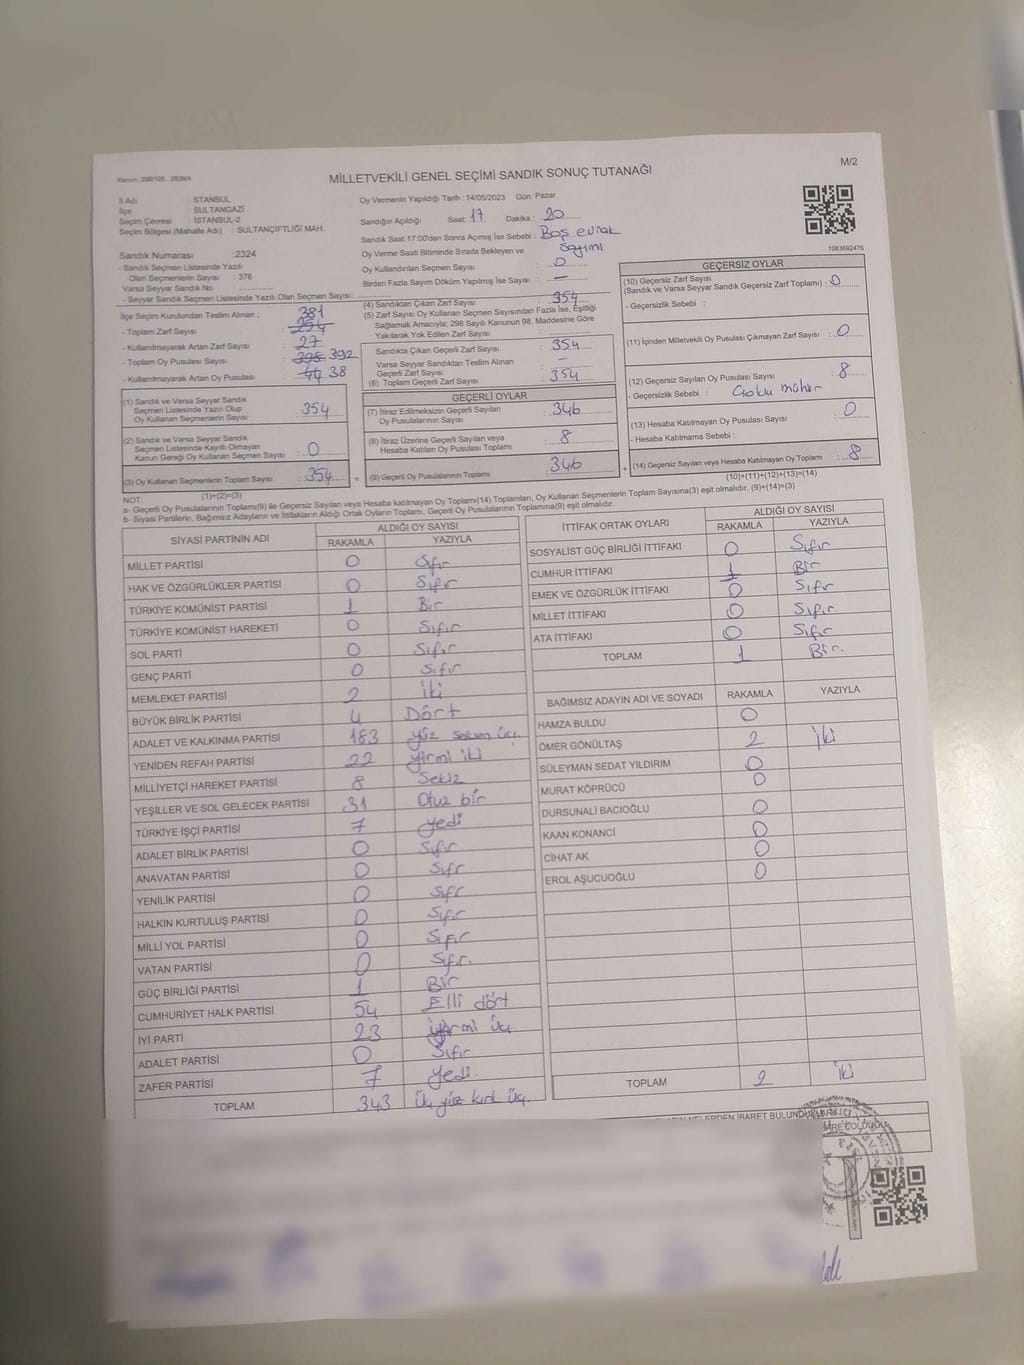 M/2
Kanun: 298/105 , 2839/4
MİLLETVEKİLİ GENEL SEÇİMİ SANDIK SONUÇ TUTANAĞI
İl Adı : İSTANBUL
İlçe : SULTANGAZİ
Seçim Çevresi : İSTANBUL-2
Seçim Bölgesi (Mahalle Adı) : SULTANÇİFTLİĞİ MAH.
Oy Vermenin Yapıldığı Tarih : 14/05/2023 Gün: Pazar
Sandığın Açıldığı Saat: 17 Dakika : 20
Sandık Saat 17:00'den Sonra Açılmış İse Sebebi : Boş evrak Sayımı
Oy Verme Saati Bitiminde Sırada Bekleyen ve
Oy Kullandırılan Seçmen Sayısı : 0
Birden Fazla Sayım Döküm Yapılmış İse Sayısı : —
1083692476
Sandık Numarası :2324
- Sandık Seçmen Listesinde Yazılı
Olan Seçmenlerin Sayısı : 376
Varsa Seyyar Sandık No :
- Seyyar Sandık Seçmen Listesinde Yazılı Olan Seçmen Sayısı:
İlçe Seçim Kurulundan Teslim Alınan ;
- Toplam Zarf Sayısı : 381
- Kullanılmayarak Artan Zarf Sayısı : 27
- Toplam Oy Pusulası Sayısı : 398 392
- Kullanılmayarak Artan Oy Pusulası : 44 38
(1) Sandık ve Varsa Seyyar Sandık
Seçmen Listesinde Yazılı Olup
Oy Kullanan Seçmenlerin Sayısı : 354
(2) Sandık ve Varsa Seyyar Sandık
Seçmen Listesinde Kayıtlı Olmayan
Kanun Gereği Oy Kullanan Seçmen Sayısı : 0
(3) Oy Kullanan Seçmenlerin Toplam Sayısı : 354
(1)+(2)=(3)
(4) Sandıktan Çıkan Zarf Sayısı : 354
(5) Zarf Sayısı Oy Kullanan Seçmen Sayısından Fazla İse, Eşitliği
Sağlamak Amacıyla; 298 Sayılı Kanunun 98. Maddesine Göre
Yakılarak Yok Edilen Zarf Sayısı :
Sandıkta Çıkan Geçerli Zarf Sayısı : 354
Varsa Seyyar Sandıktan Teslim Alınan
Geçerli Zarf Sayısı : —
(6) Toplam Geçerli Zarf Sayısı : 354
GEÇERLİ OYLAR
(7) İtiraz Edilmeksizin Geçerli Sayılan
Oy Pusulalarının Sayısı : 346
(8) İtiraz Üzerine Geçerli Sayılan veya
Hesaba Katılan Oy Pusulası Toplamı : 8
= (9) Geçerli Oy Pusulalarının Toplamı : 346 +
GEÇERSİZ OYLAR
(10) Geçersiz Zarf Sayısı
(Sandık ve Varsa Seyyar Sandık Geçersiz Zarf Toplamı) : 0
- Geçersizlik Sebebi :
(11) İçinden Milletvekili Oy Pusulası Çıkmayan Zarf Sayısı : 0
(12) Geçersiz Sayılan Oy Pusulası Sayısı : 8
- Geçersizlik Sebebi : Çoklu mühür
(13) Hesaba Katılmayan Oy Pusulası Sayısı : 0
- Hesaba Katılmama Sebebi :
(14) Geçersiz Sayılan veya Hesaba Katılmayan Oy Toplamı : 8
(10)+(11)+(12)+(13)=(14)
NOT:
a- Geçerli Oy Pusulalarının Toplamı(9) ile Geçersiz Sayılan veya Hesaba katılmayan Oy Toplamı(14) Toplamları, Oy Kullanan Seçmenlerin Toplam Sayısına(3) eşit olmalıdır. (9)+(14)=(3)
b- Siyasi Partilerin, Bağımsız Adayların ve İttifakların Aldığı Ortak Oyların Toplamı, Geçerli Oy Pusulalarının Toplamına(9) eşit olmalıdır.
SİYASİ PARTİNİN ADI ALDIĞI OY SAYISI
RAKAMLA YAZIYLA
MİLLET PARTİSİ 0 Sıfır
HAK VE ÖZGÜRLÜKLER PARTİSİ 0 Sıfır
TÜRKİYE KOMÜNİST PARTİSİ 1 Bir
TÜRKİYE KOMÜNİST HAREKETİ 0 Sıfır
SOL PARTİ 0 Sıfır
GENÇ PARTİ 0 Sıfır
MEMLEKET PARTİSİ 2 iki
BÜYÜK BİRLİK PARTİSİ 4 Dört
ADALET VE KALKINMA PARTİSİ 183 yüz seksen üç.
YENİDEN REFAH PARTİSİ 22 yirmi iki
MİLLİYETÇİ HAREKET PARTİSİ 8 Sekiz
YEŞİLLER VE SOL GELECEK PARTİSİ 31 Otuz bir
TÜRKİYE İŞÇİ PARTİSİ 7 yedi
ADALET BİRLİK PARTİSİ 0 Sıfır
ANAVATAN PARTİSİ 0 Sıfr
YENİLİK PARTİSİ 0 Sıfr
HALKIN KURTULUŞ PARTİSİ 0 Sıfır
MİLLİ YOL PARTİSİ 0 Sıfır
VATAN PARTİSİ 0 Sıfır.
GÜÇ BİRLİĞİ PARTİSİ 1 Bir
CUMHURİYET HALK PARTİSİ 54 Elli dört
İYİ PARTİ 23 yirmi üç
ADALET PARTİSİ 0 Sıfır
ZAFER PARTİSİ 7 yedi.
TOPLAM 343 üç yüz kırk üç.
İTTİFAK ORTAK OYLARI ALDIĞI OY SAYISI
RAKAMLA YAZIYLA
SOSYALİST GÜÇ BİRLİĞİ İTTİFAKI 0 Sıfır
CUMHUR İTTİFAKI 1 Bir
EMEK VE ÖZGÜRLÜK İTTİFAKI 0 Sıfır
MİLLET İTTİFAKI 0 Sıfır
ATA İTTİFAKI 0 Sıfır
TOPLAM 1 Bir.
BAĞIMSIZ ADAYIN ADI VE SOYADI RAKAMLA YAZIYLA
HAMZA BULDU 0
ÖMER GÖNÜLTAŞ 2 iki
SÜLEYMAN SEDAT YILDIRIM 0
MURAT KÖPRÜCÜ 0
DURSUNALİ BACIOĞLU 0
KAAN KONANCİ 0
CİHAT AK 0
EROL AŞUCUOĞLU 0
TOPLAM 2 iki